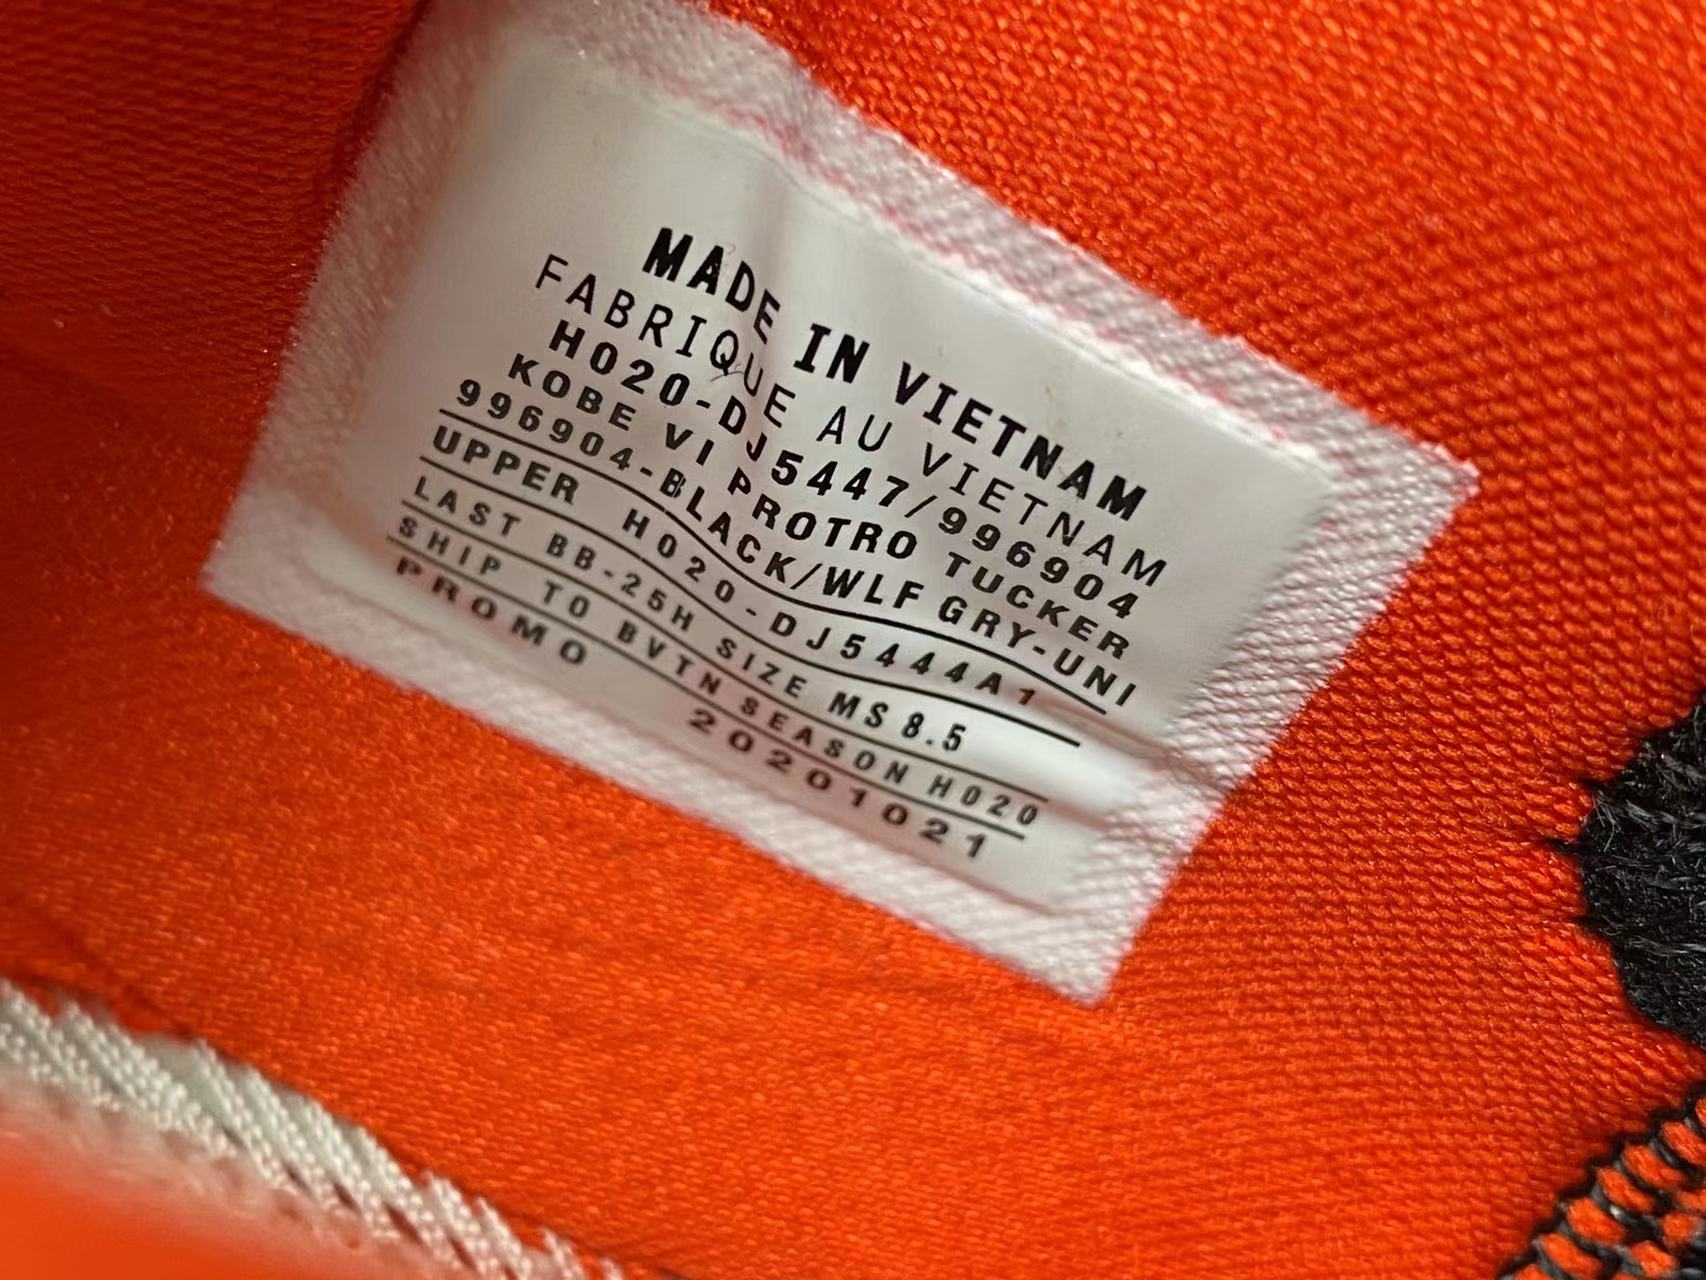 MADE IN VIETNAM
FABRIQUE AU VIETNAM
H020-DJ5447/996904
KOBE VI PROTRO TUCKER
996904-BLACK/WLF GRY-UNI
UPPER H020-DJ5444A1
LAST BB-25H SIZE MS 8.5
SHIP TO BVTN SEASON H020
PROMO 20201021